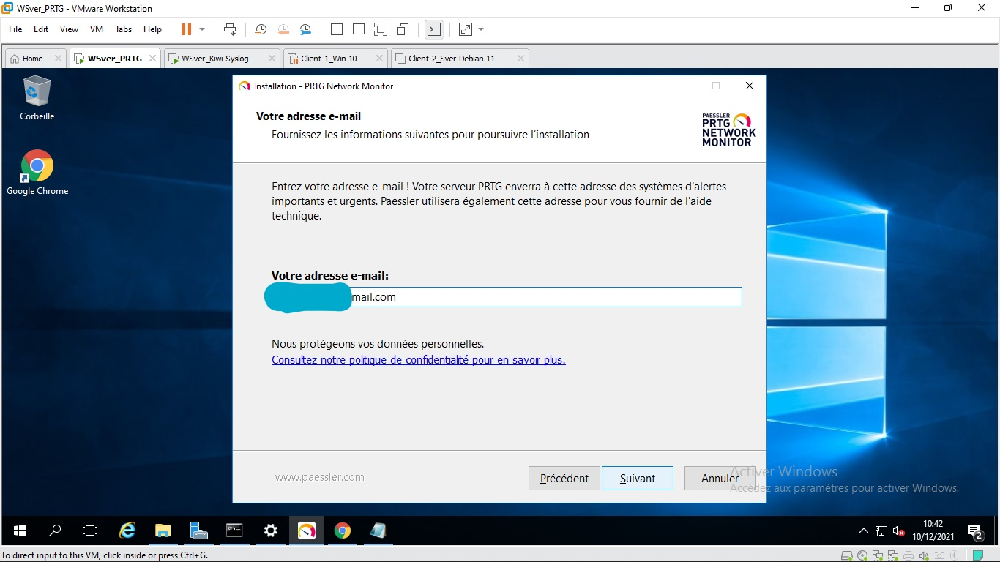 WSver_PRTG - VMware Workstation
File Edit View VM Tabs Help
Home
WSver_PRTG
WSver_Kiwi-Syslog
Client-1_Win 10
Client-2_Sver-Debian 11
Corbeille
Google Chrome
Installation - PRTG Network Monitor
Votre adresse e-mail
Fournissez les informations suivantes pour poursuivre l'installation
PAESSLER
PRTG
NETWORK
MONITOR
Entrez votre adresse e-mail ! Votre serveur PRTG enverra à cette adresse des systèmes d'alertes
importants et urgents. Paessler utilisera également cette adresse pour vous fournir de l'aide
technique.
Votre adresse e-mail:
mail.com
Nous protégeons vos données personnelles.
Consultez notre politique de confidentialité pour en savoir plus.
www.paessler.com
Précédent
Suivant
Annuler
Activer Windows
Accédez aux paramètres pour activer Windows.
10:42
10/12/2021
2
To direct input to this VM, click inside or press Ctrl+G.